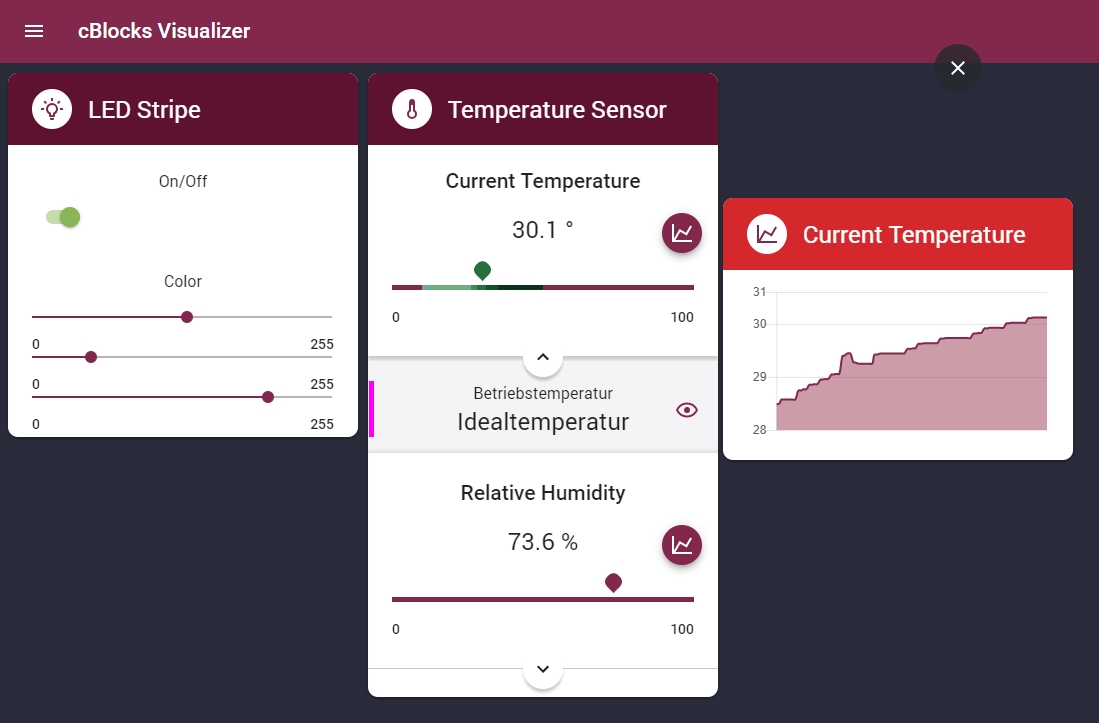 cBlocks Visualizer
LED Stripe
On/Off
Color
0 255
0 255
0 255
Temperature Sensor
Current Temperature
30.1 °
0 100
Betriebstemperatur
Idealtemperatur
Relative Humidity
73.6 %
0 100
Current Temperature
31
30
29
28